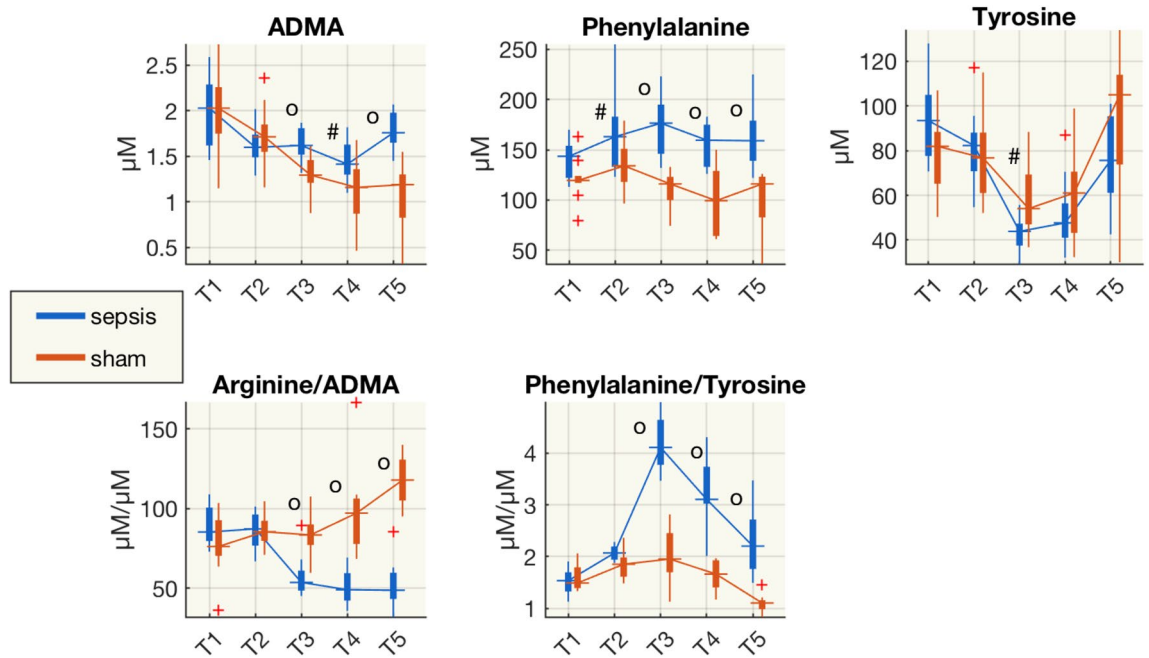 ADMA
2.5
2
1.5
1
0.5
µM
o
#
o
T1 T2 T3 T4 T5
Phenylalanine
250
200
150
100
50
µM
#
o
o
o
T1 T2 T3 T4 T5
Tyrosine
120
100
80
60
40
µM
#
T1 T2 T3 T4 T5
sepsis
sham
Arginine/ADMA
150
100
50
µM/µM
o
o
o
T1 T2 T3 T4 T5
Phenylalanine/Tyrosine
4
3
2
1
µM/µM
o
o
o
T1 T2 T3 T4 T5